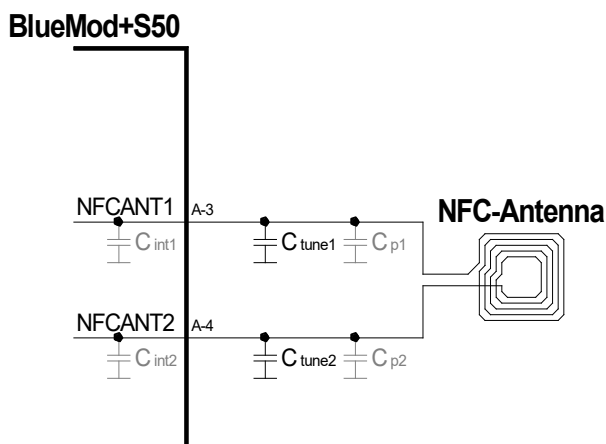 BlueMod+S50
NFCANT1 A-3
NFC-Antenna
C int1 C tune1 C p1
NFCANT2 A-4
C int2 C tune2 C p2